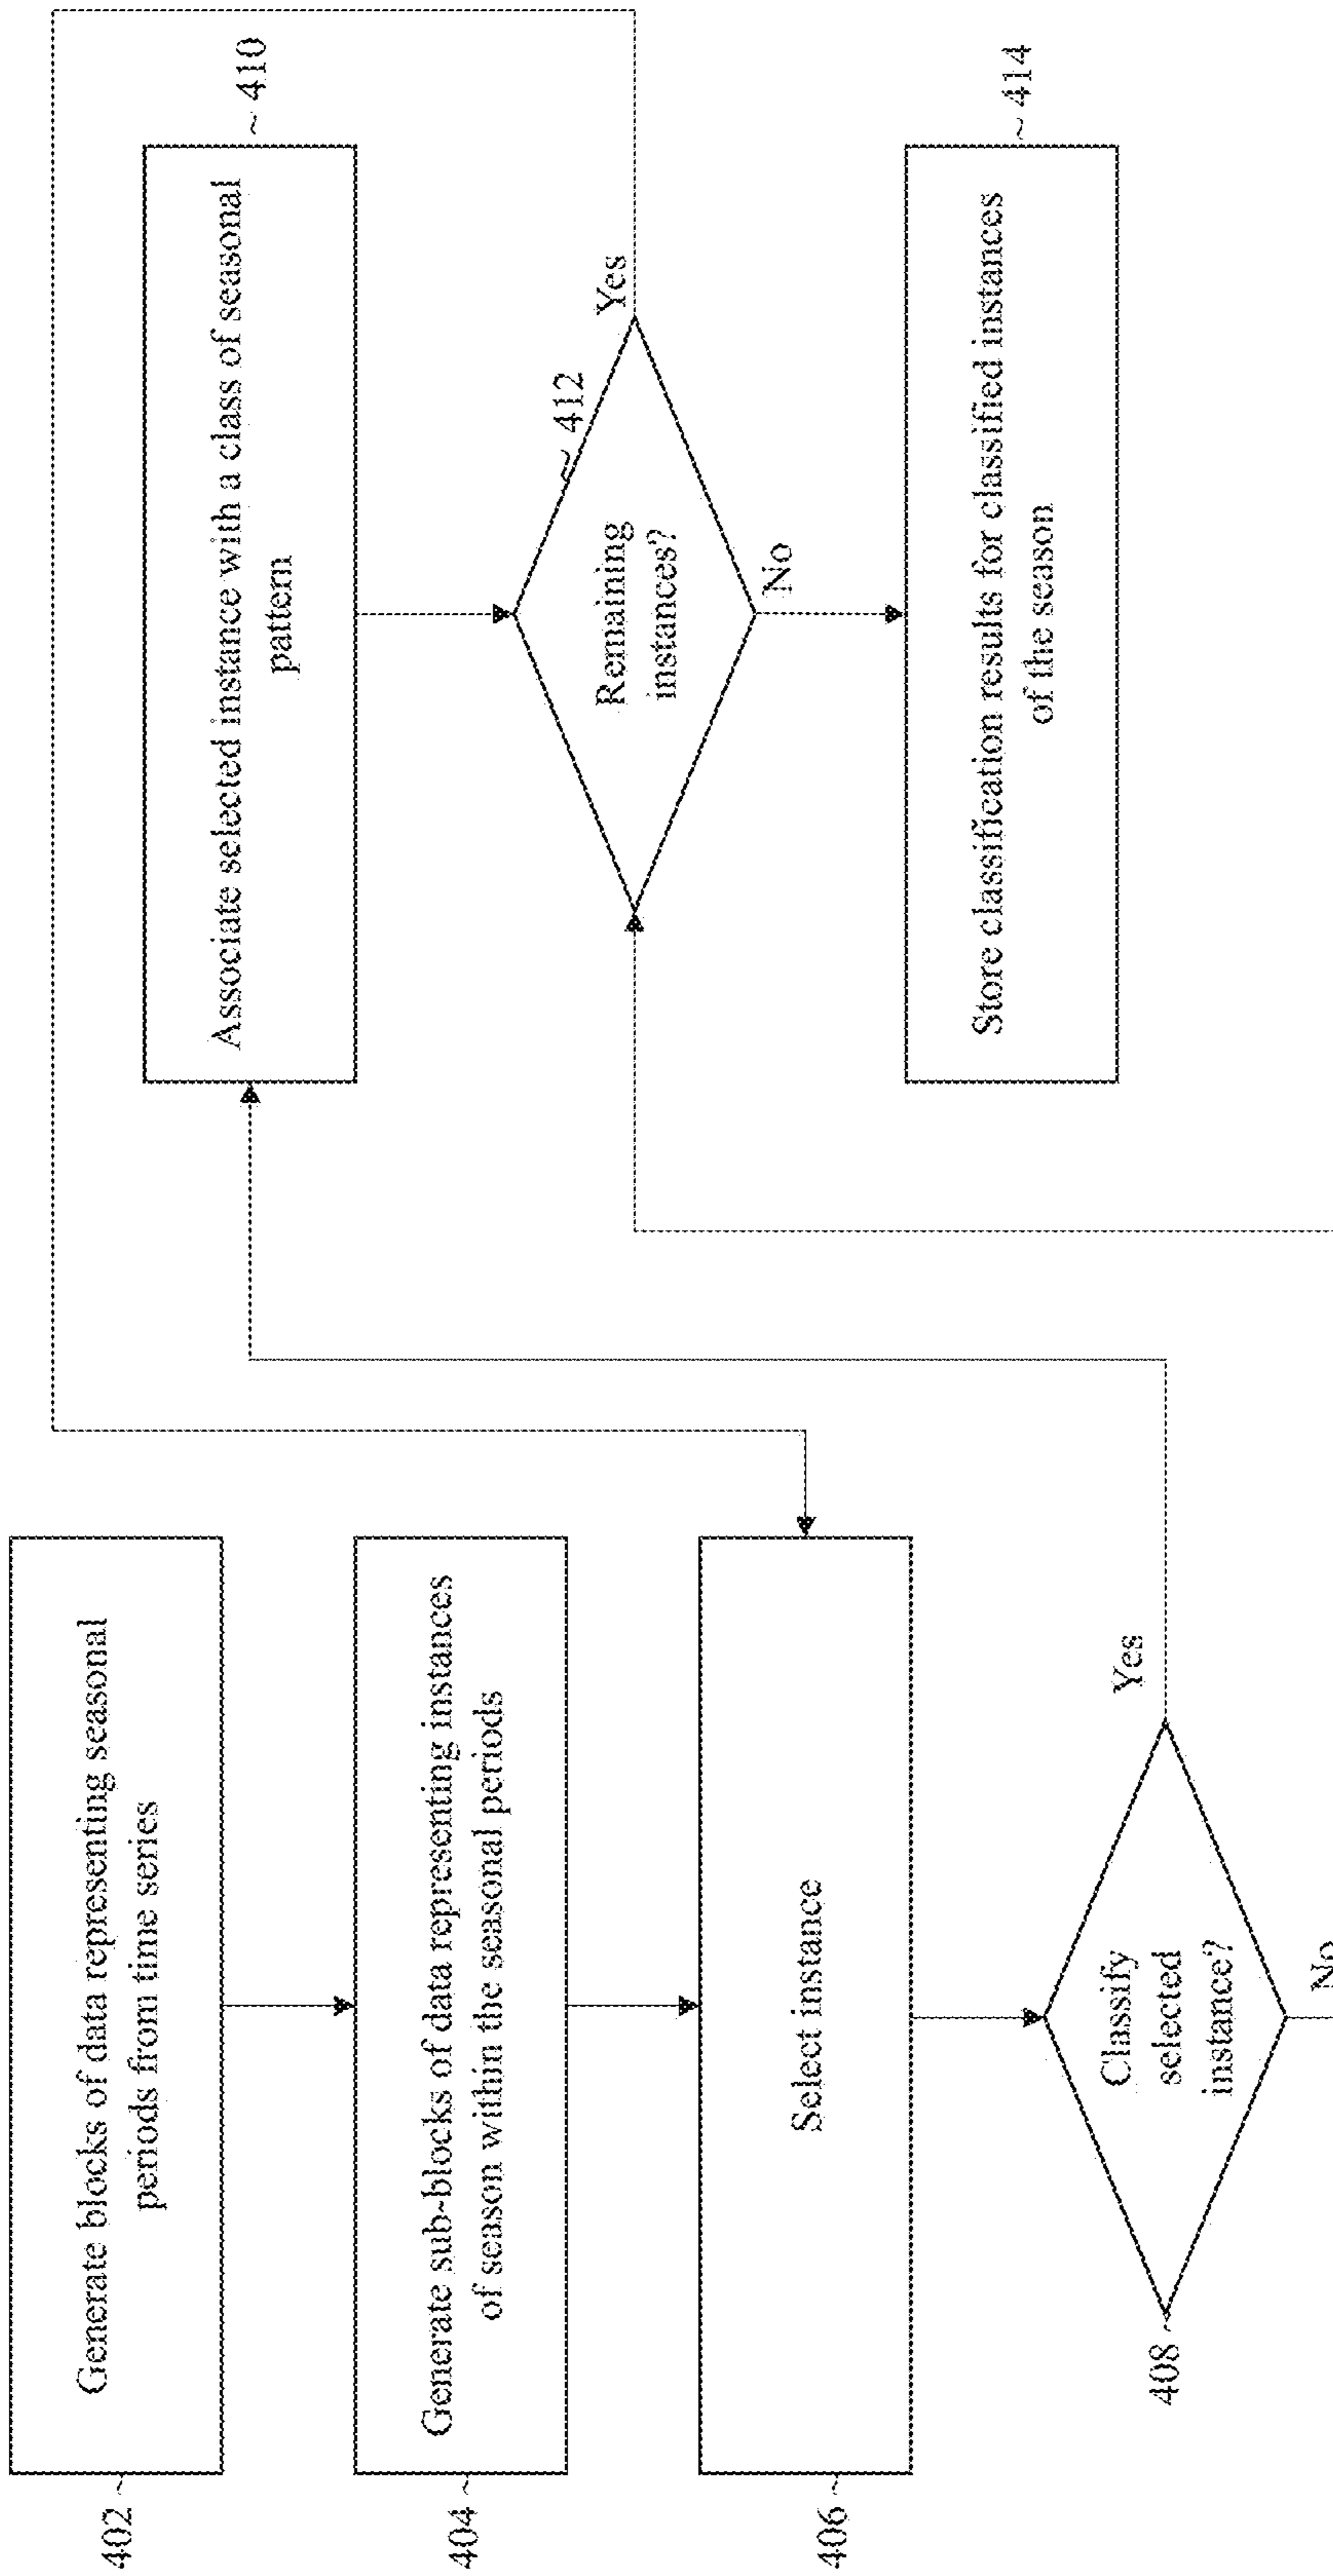 402 ~
Generate blocks of data representing seasonal
periods from time series
404 ~
Generate sub-blocks of data representing instances
of season within the seasonal periods
406 ~
Select instance
408 ~
Classify
selected
instance?
Yes
No
Associate selected instance with a class of seasonal
pattern
~ 410
Remaining
instances?
~ 412
Yes
No
Store classification results for classified instances
of the season
~ 414